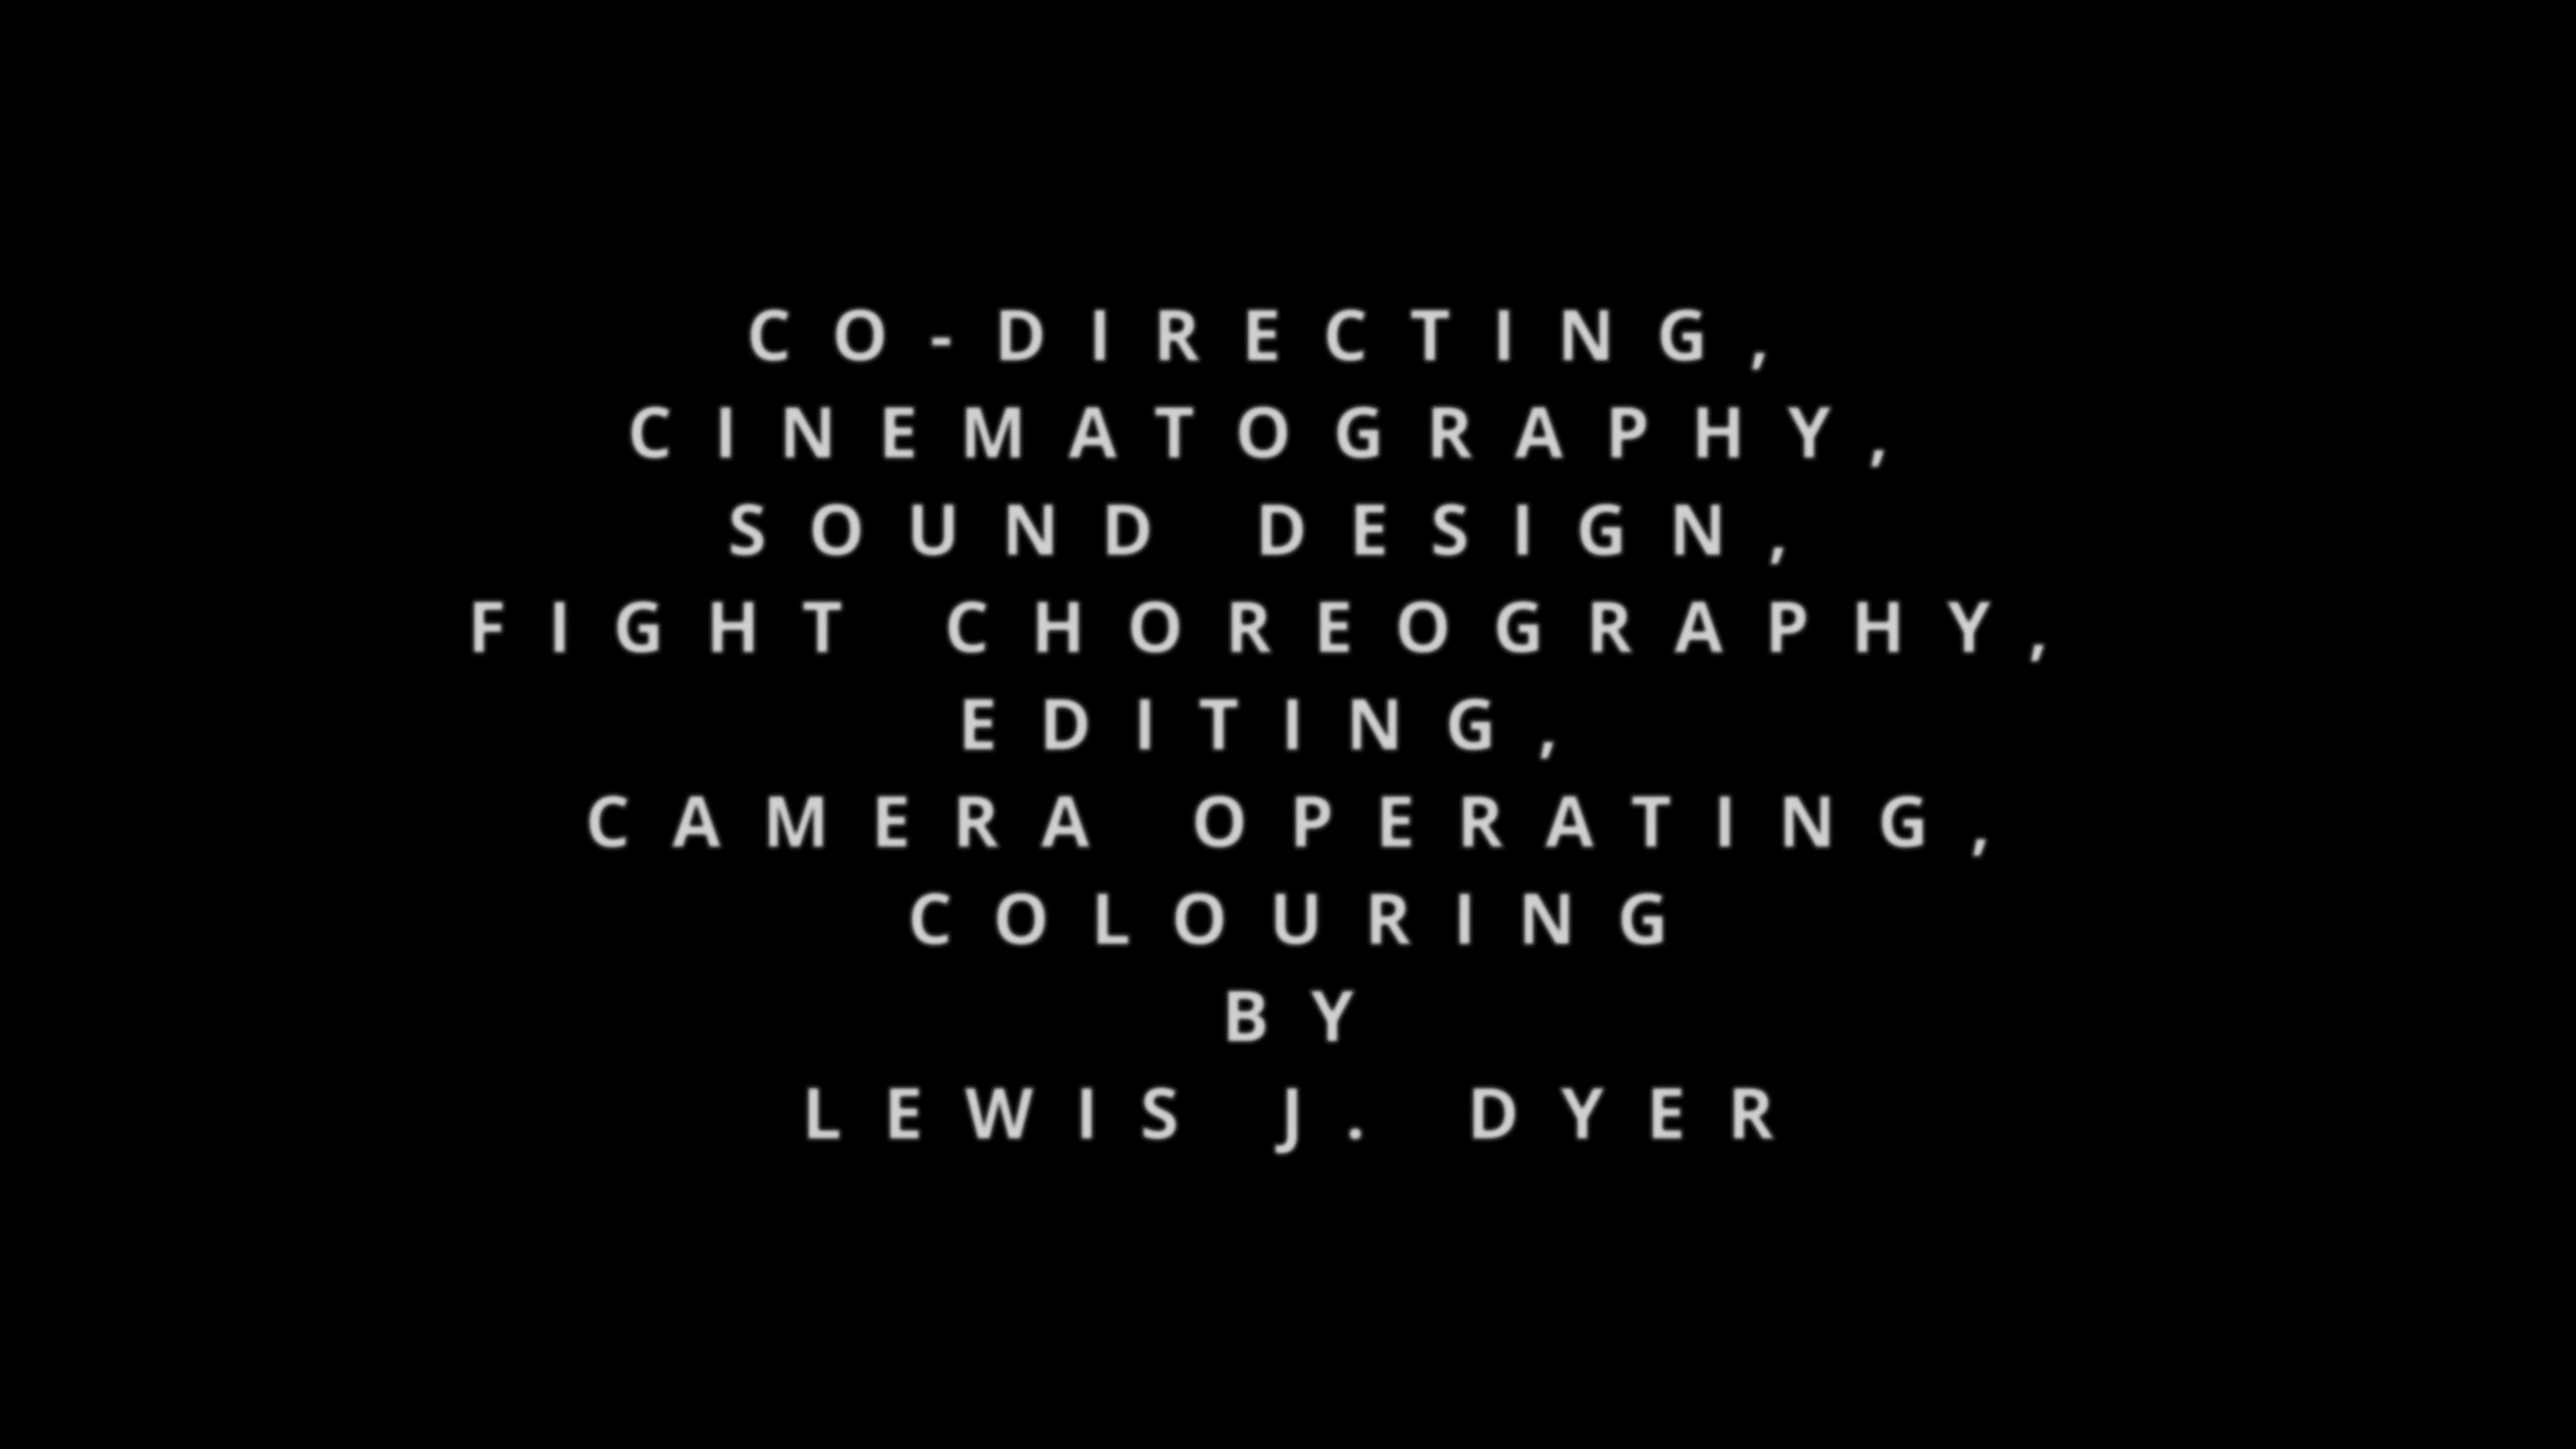 CO-DIRECTING,
CINEMATOGRAPHY,
SOUND DESIGN,
FIGHT CHOREOGRAPHY,
EDITING,
CAMERA OPERATING,
COLOURING
BY
LEWIS J. DYER